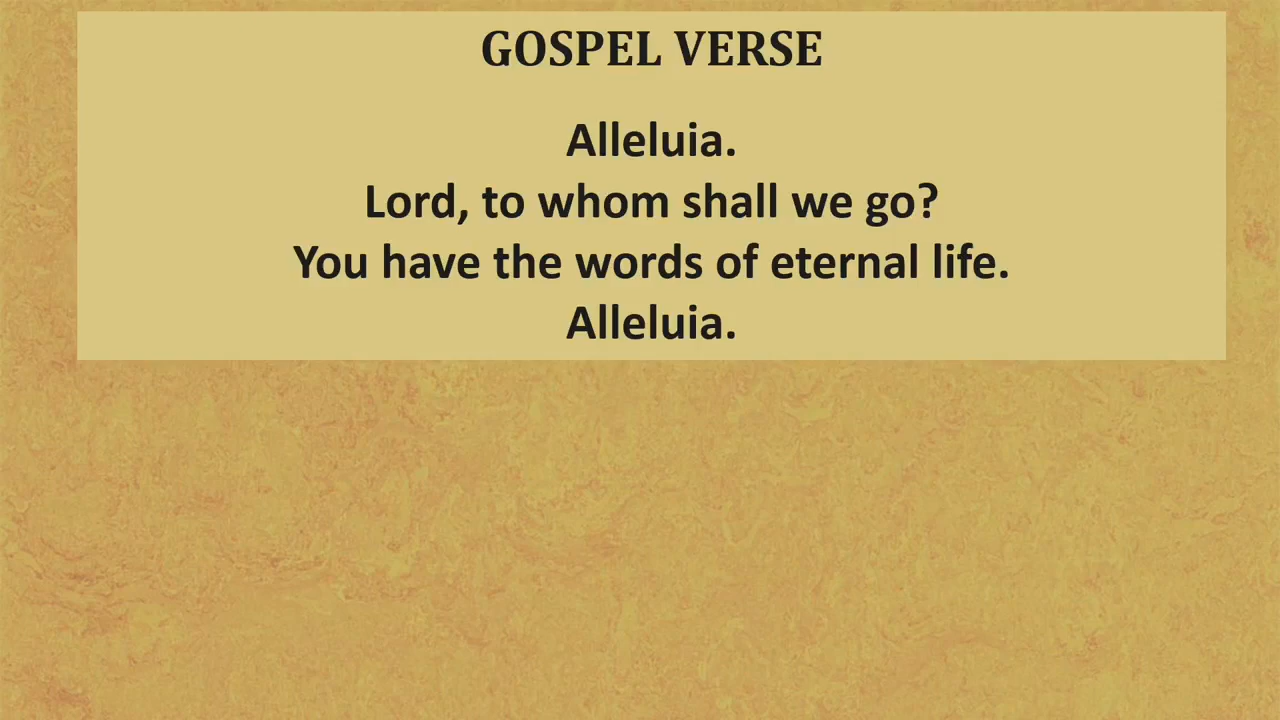 GOSPEL VERSE
Alleluia.
Lord, to whom shall we go?
You have the words of eternal life.
Alleluia.